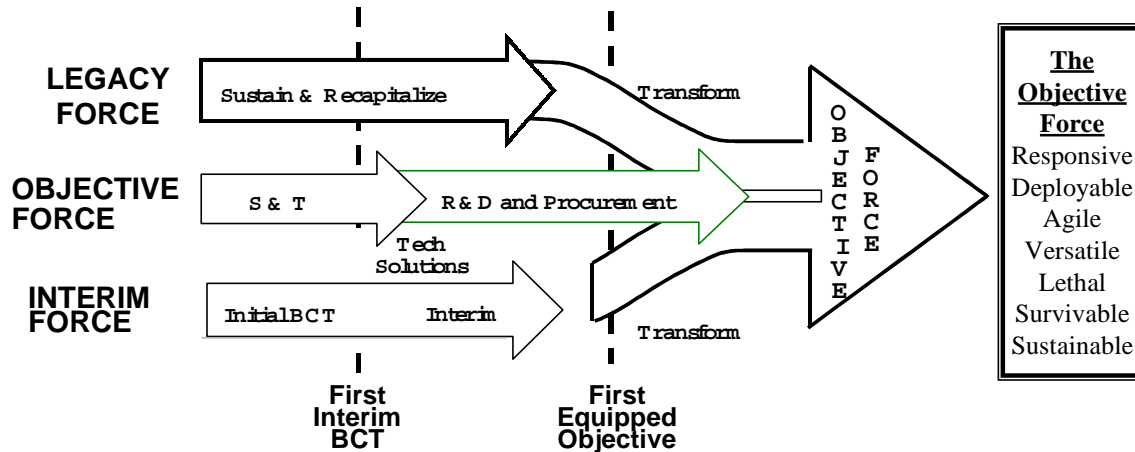 LEGACY
FORCE
Sustain & Recapitalize
Transform
OBJECTIVE
FORCE
S & T
R & D and Procurement
Tech
Solutions
INTERIM
FORCE
Initial BCT
Interim
Transform
First
Interim
BCT
First
Equipped
Objective
OBJECTIVE
FORCE
The
Objective
Force
Responsive
Deployable
Agile
Versatile
Lethal
Survivable
Sustainable